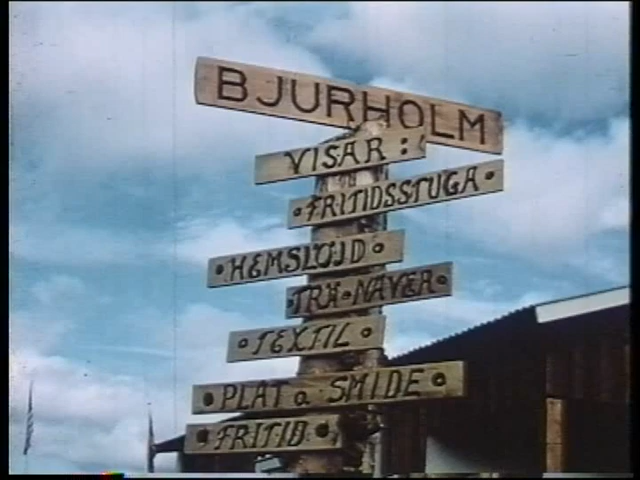 BJURHOLM
VISAR:
• FRITIDSSTUGA •
• HEMSLÖJD •
• TRÄ • NÄVER •
• TEXTIL •
• PLÅT o. SMIDE •
• FRITID •